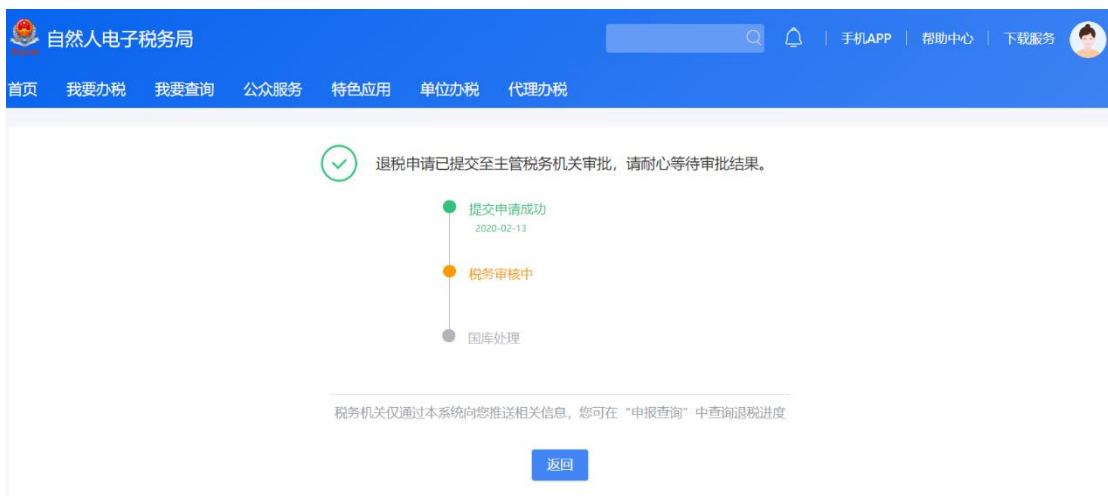 自然人电子税务局
手机APP | 帮助中心 | 下载服务
首页 我要办税 我要查询 公众服务 特色应用 单位办税 代理办税
退税申请已提交至主管税务机关审批，请耐心等待审批结果。
提交申请成功
2020-02-13
税务审核中
国库处理
税务机关仅通过本系统向您推送相关信息，您可在“申报查询”中查询退税进度
返回